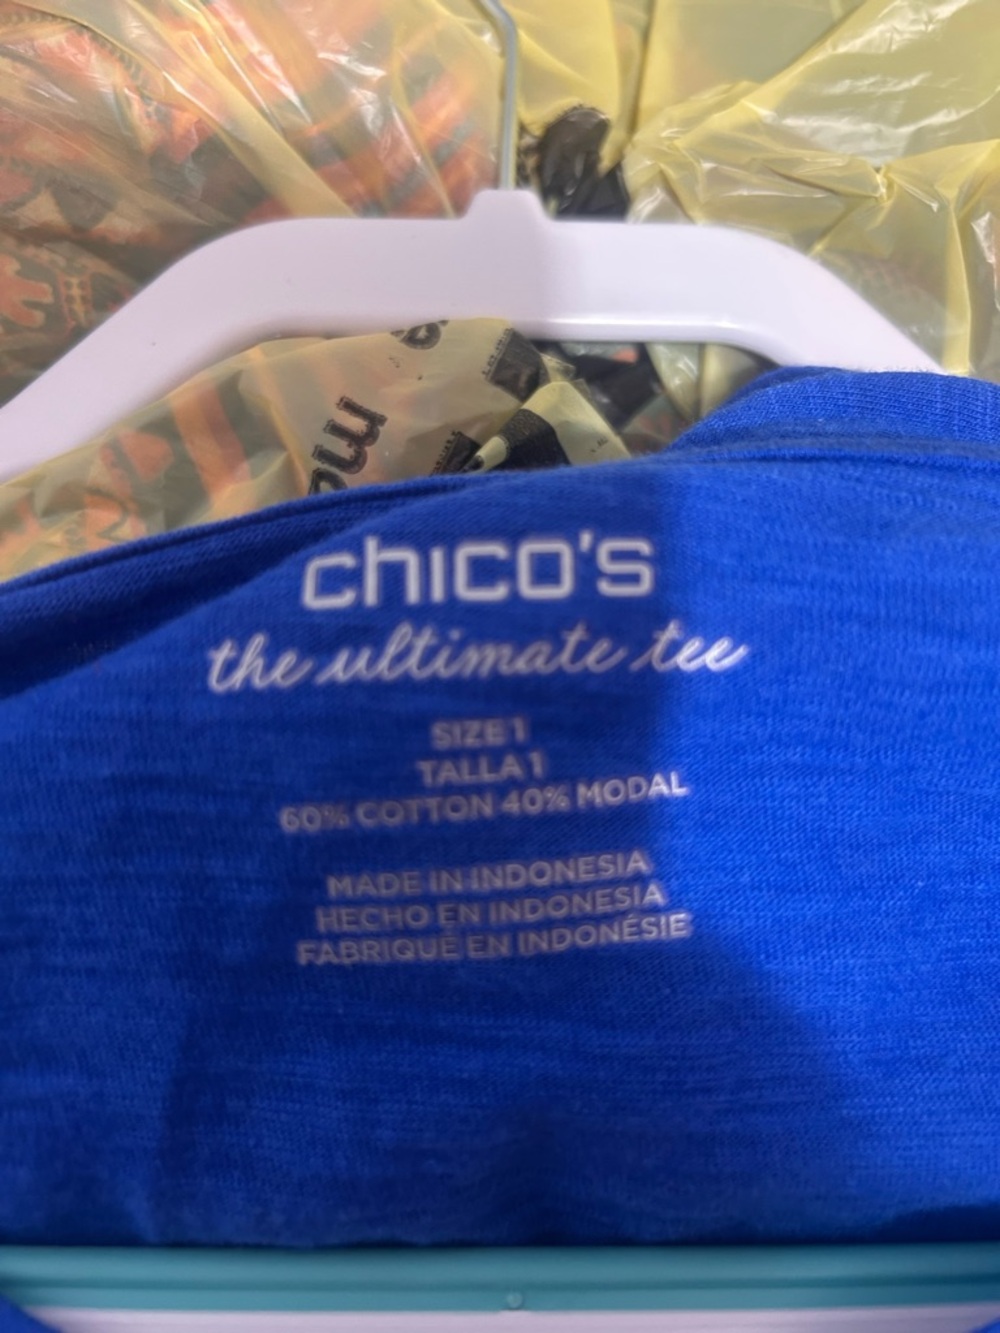 chico's
the ultimate tee
SIZE 1
TALLA 1
60% COTTON 40% MODAL
MADE IN INDONESIA
HECHO EN INDONESIA
FABRIQUÉ EN INDONÉSIE